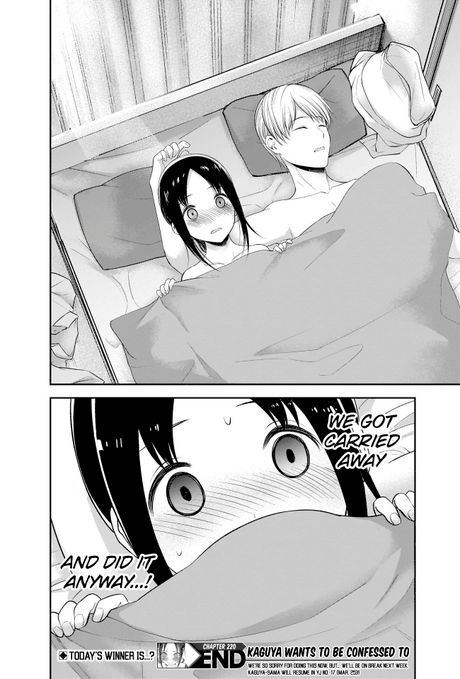 WE GOT
CARRIED
AWAY
AND DID IT
ANYWAY...!
TODAY'S WINNER IS...?
CHAPTER 220
END
KAGUYA WANTS TO BE CONFESSED TO
WE'RE SO SORRY FOR DOING THIS NOW, BUT... WE'LL BE ON BREAK NEXT WEEK.
KAGUYA-SAMA WILL RESUME IN YJ NO. 17 (MAR. 25)!